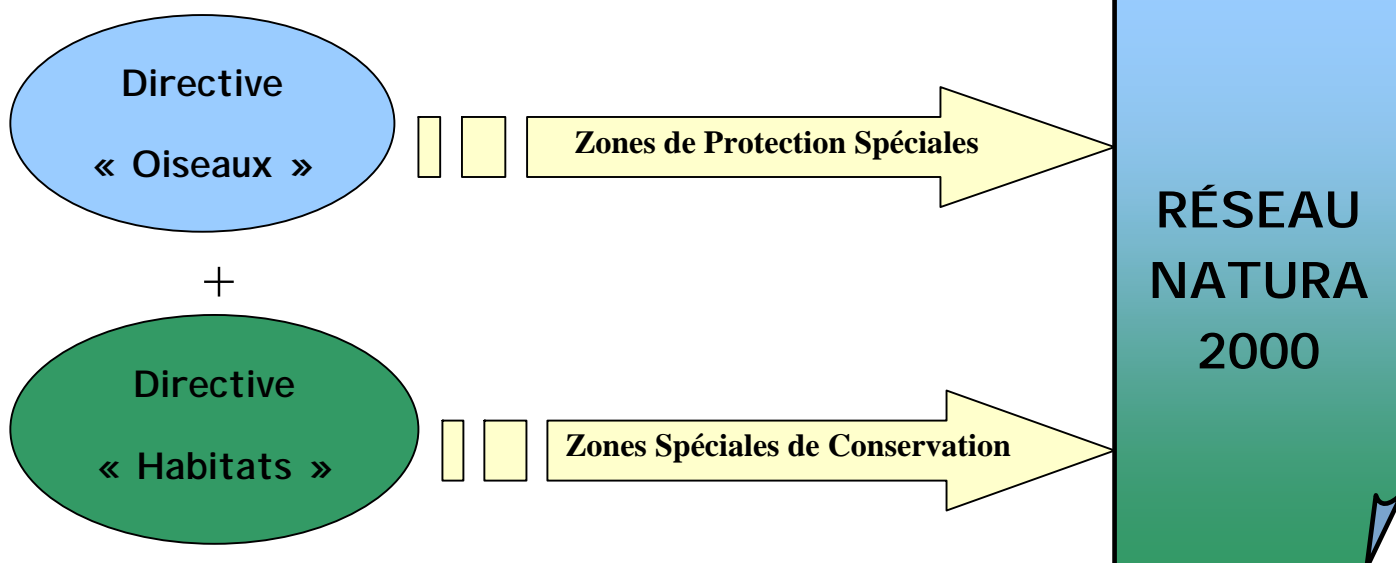 Directive
« Oiseaux »
Zones de Protection Spéciales
+
Directive
« Habitats »
Zones Spéciales de Conservation
RÉSEAU
NATURA
2000